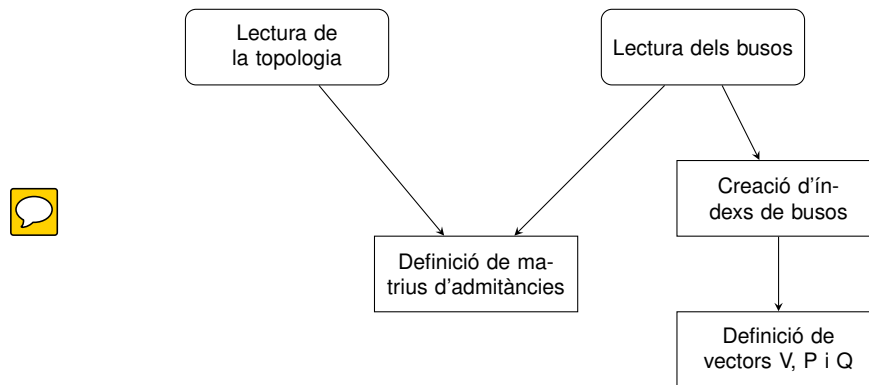 Lectura de
la topologia
Lectura dels busos
Creació d'ín-
dexs de busos
Definició de ma-
trius d'admitàncies
Definició de
vectors V, P i Q